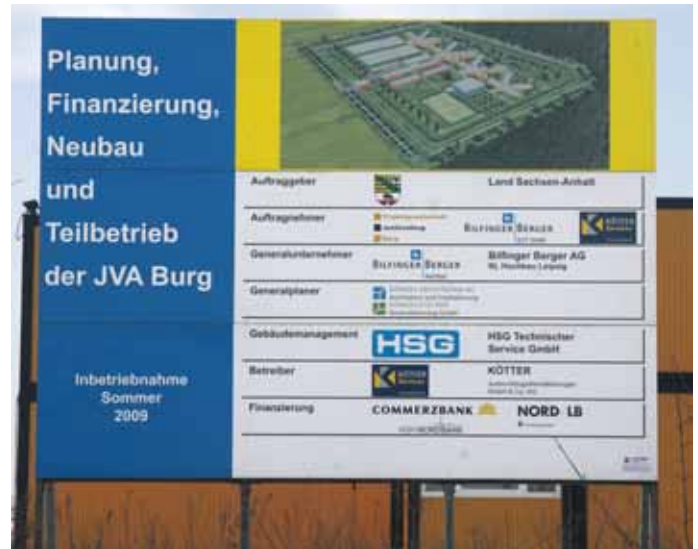 Planung,
Finanzierung,
Neubau
und
Teilbetrieb
der JVA Burg
Inbetriebnahme
Sommer
2009
Auftraggeber
Land Sachsen-Anhalt
Auftragnehmer
BILFINGER BERGER
KÖTTER
Generalunternehmer
BILFINGER BERGER
Bilfinger Berger AG
NL Hochbau Leipzig
Generalplaner
Gebäudemanagement
HSG
HSG Technischer
Service GmbH
Betreiber
KÖTTER
KÖTTER
Finanzierung
COMMERZBANK
NORD LB